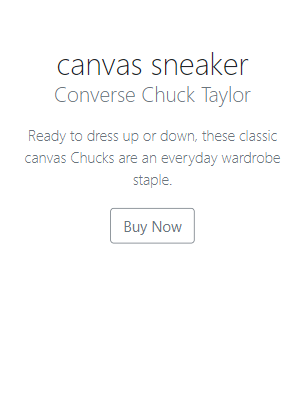 canvas sneaker
Converse Chuck Taylor
Ready to dress up or down, these classic
canvas Chucks are an everyday wardrobe
staple.
Buy Now